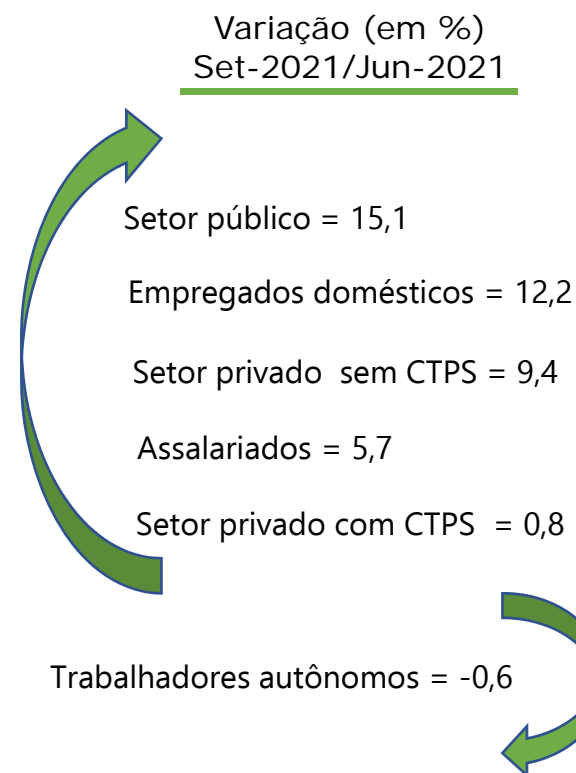 Variação (em %)
Set-2021/Jun-2021
Setor público = 15,1
Empregados domésticos = 12,2
Setor privado sem CTPS = 9,4
Assalariados = 5,7
Setor privado com CTPS = 0,8
Trabalhadores autônomos = -0,6